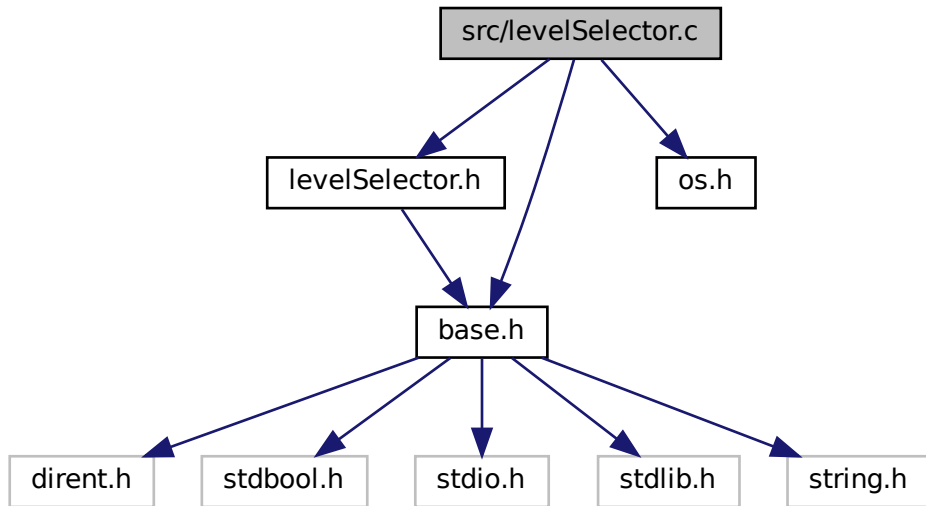 src/levelSelector.c
levelSelector.h
os.h
base.h
dirent.h
stdbool.h
stdio.h
stdlib.h
string.h